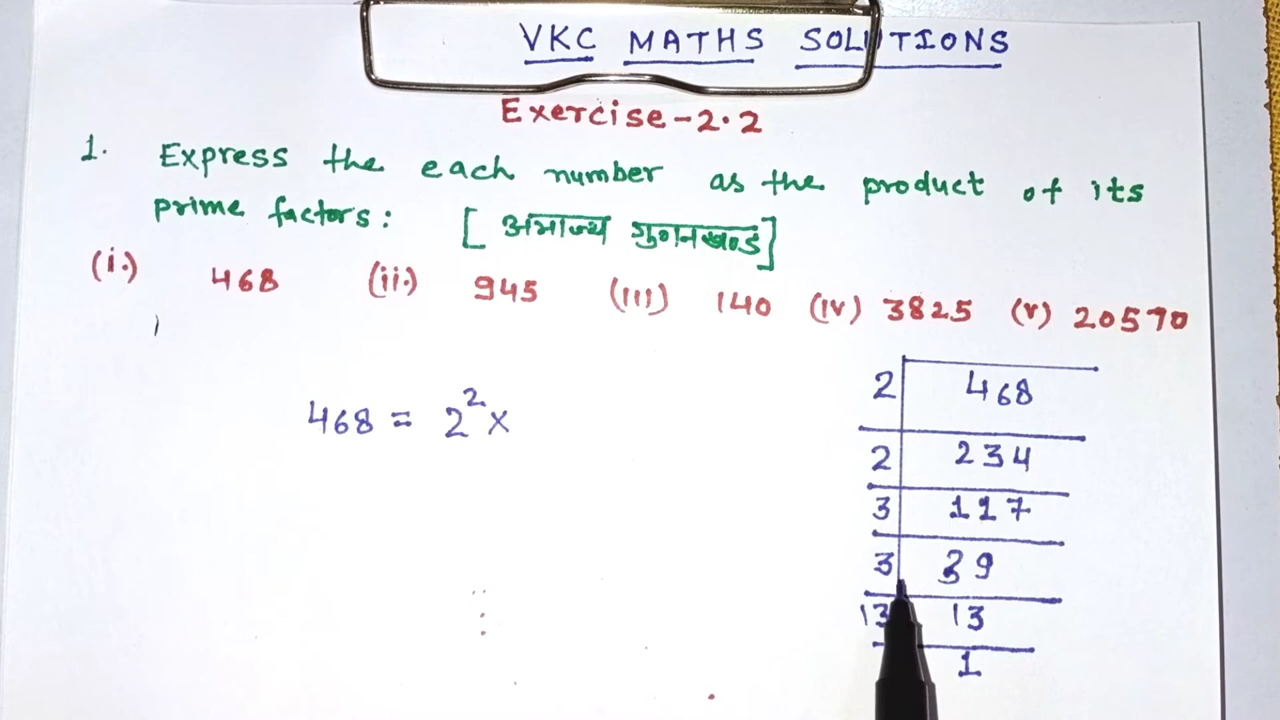 VKC MATHS SOLUTIONS
Exercise-2.2
1. Express the each number as the product of its
prime factors: [अभाज्य गुणनखण्ड]
(i.) 468 (ii.) 945 (III) 140 (IV) 3825 (V) 20570
468 = 2² ×
2 468
2 234
3 117
3 39
13 13
1